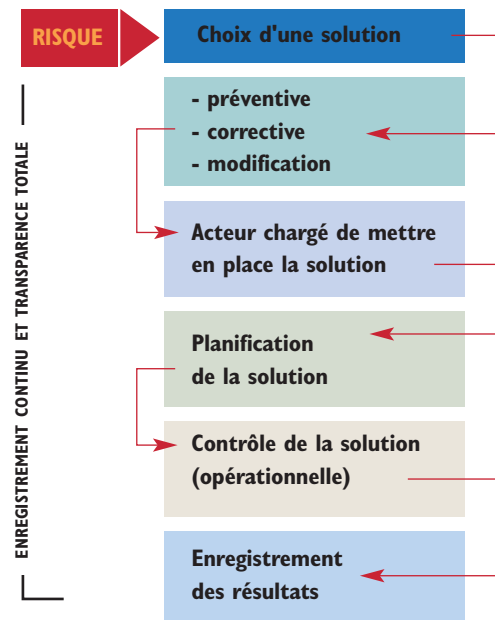 RISQUE
Choix d'une solution
- préventive
- corrective
- modification
Acteur chargé de mettre
en place la solution
Planification
de la solution
Contrôle de la solution
(opérationnelle)
Enregistrement
des résultats
ENREGISTREMENT CONTINU ET TRANSPARENCE TOTALE